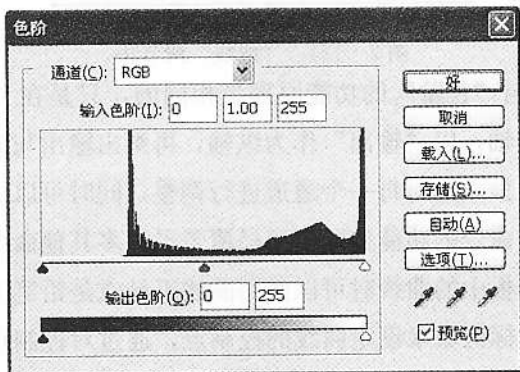 色阶
通道(C): RGB
好
输入色阶(I): 0 1.00 255
取消
载入(L)...
存储(S)...
自动(A)
选项(T)...
输出色阶(O): 0 255
预览(P)